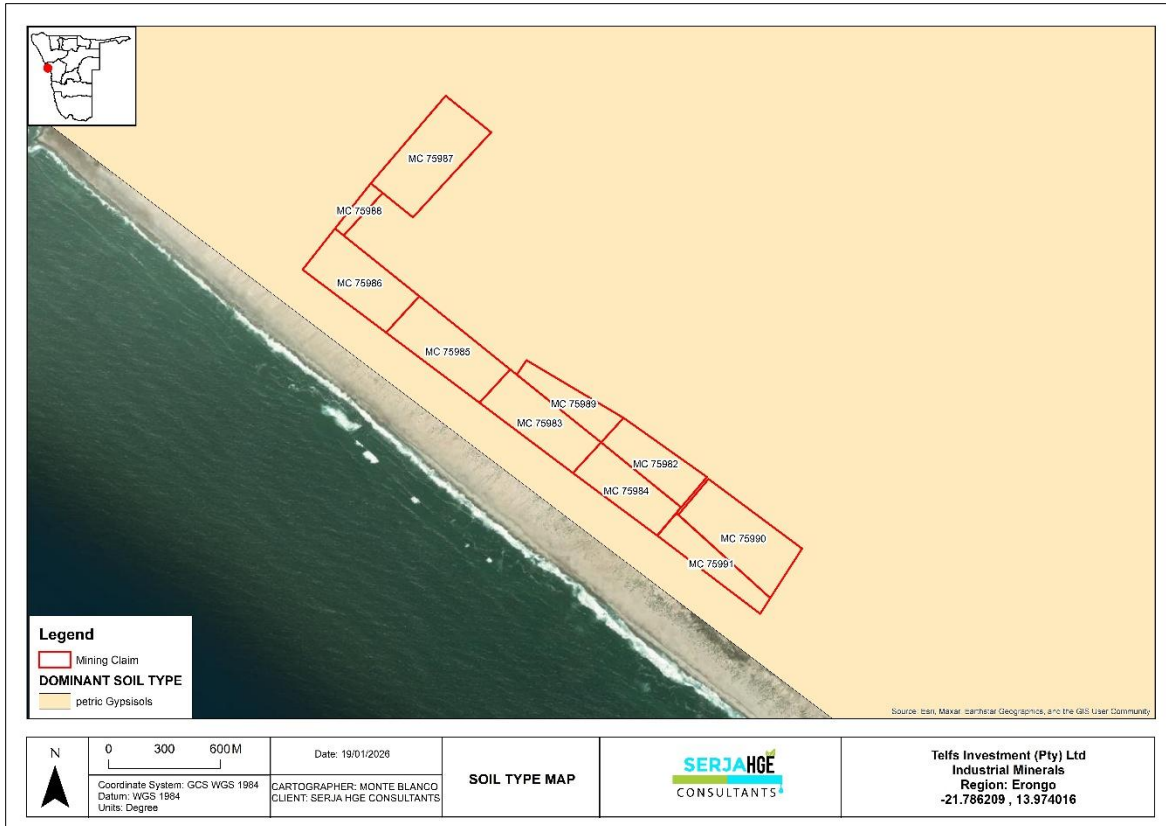 MC 75987
MC 75988
MC 75986
MC 75985
MC 75989
MC 75983
MC 75982
MC 75984
MC 75990
MC 75991
Legend
Mining Claim
DOMINANT SOIL TYPE
petric Gypsisols
Source: Esri, Maxar, Earthstar Geographics, and the GIS User Community
N
0 300 600 M
Coordinate System: GCS WGS 1984
Datum: WGS 1984
Units: Degree
Date: 19/01/2026
CARTOGRAPHER: MONTE BLANCO
CLIENT: SERJA HGE CONSULTANTS
SOIL TYPE MAP
SERJAHGE
CONSULTANTS
Telfs Investment (Pty) Ltd
Industrial Minerals
Region: Erongo
-21.786209 , 13.974016